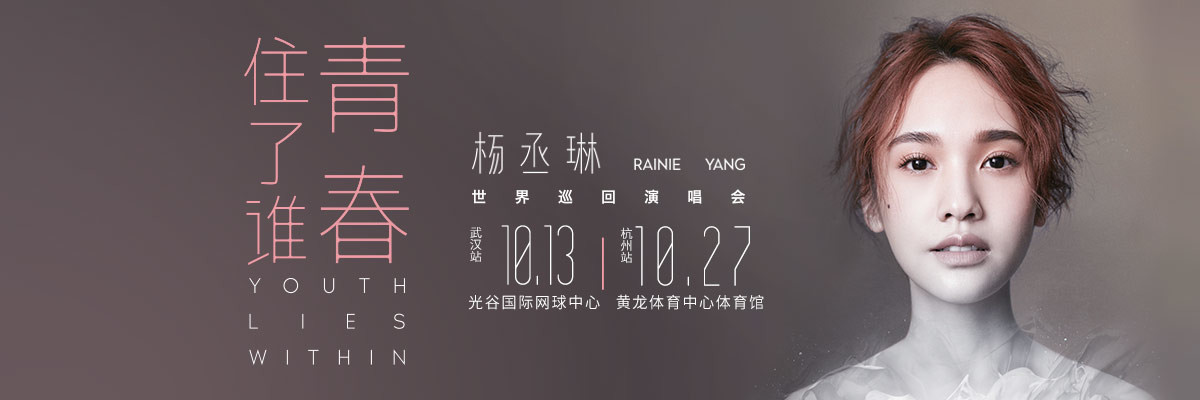 青春
住了谁
YOUTH
LIES
WITHIN
杨丞琳 RAINIE YANG
世界巡回演唱会
武汉站 10.13 | 杭州站 10.27
光谷国际网球中心 黄龙体育中心体育馆